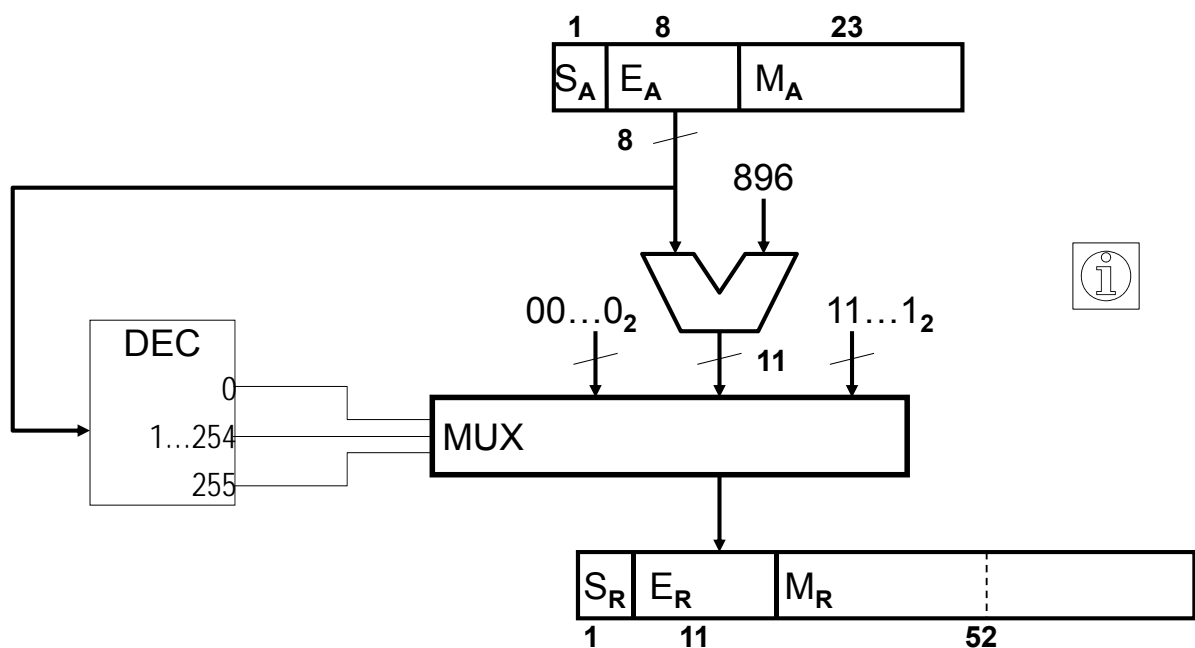 1 8 23
S_A E_A M_A
8
896
00…0₂ 11…1₂
DEC
11
0
1…254 MUX
255
S_R E_R M_R
1 11 52